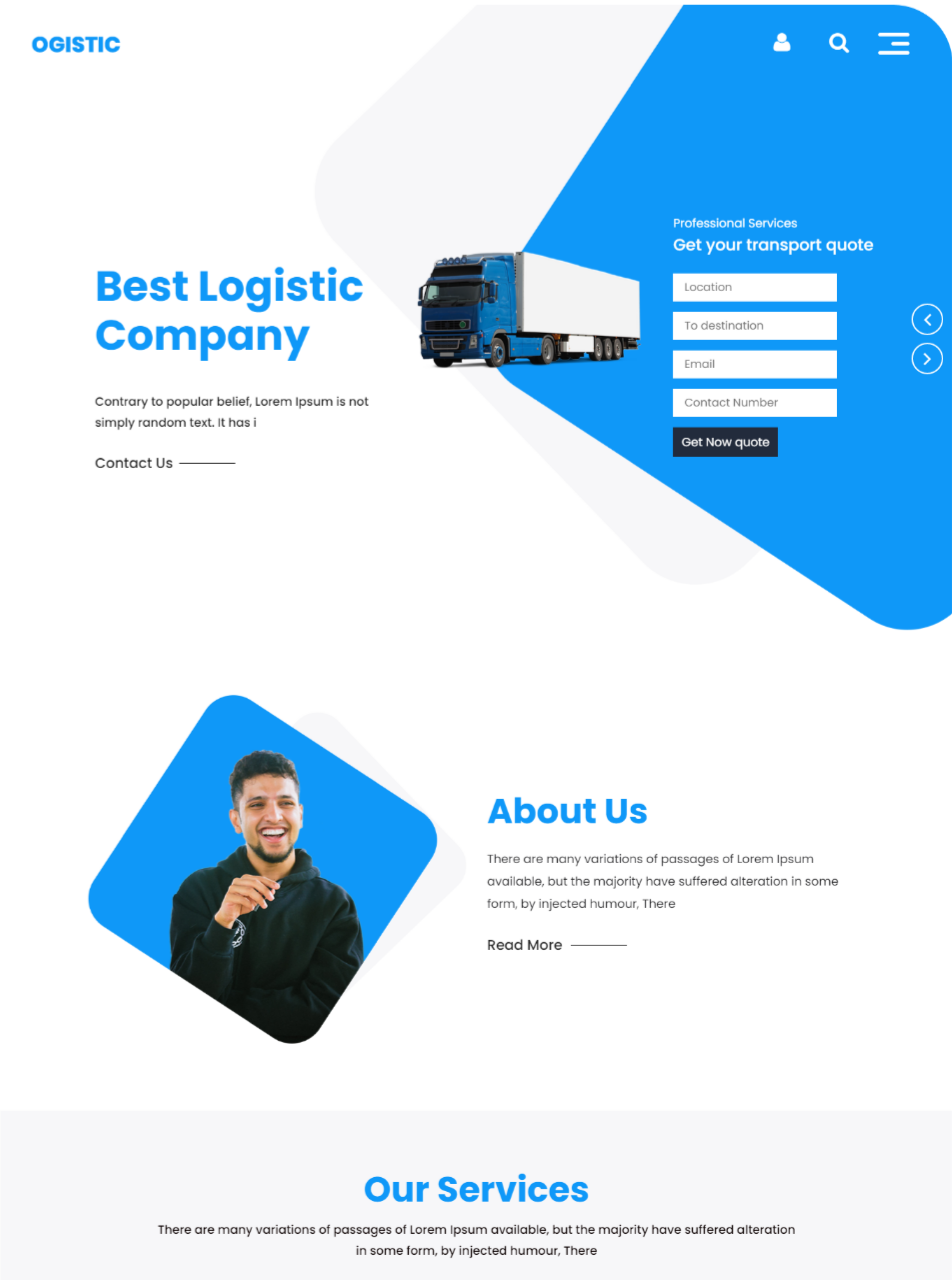 OGISTIC
Best Logistic
Company
Contrary to popular belief, Lorem Ipsum is not
simply random text. It has i
Contact Us
Professional Services
Get your transport quote
Location
To destination
Email
Contact Number
Get Now quote
About Us
There are many variations of passages of Lorem Ipsum
available, but the majority have suffered alteration in some
form, by injected humour, There
Read More
Our Services
There are many variations of passages of Lorem Ipsum available, but the majority have suffered alteration
in some form, by injected humour, There